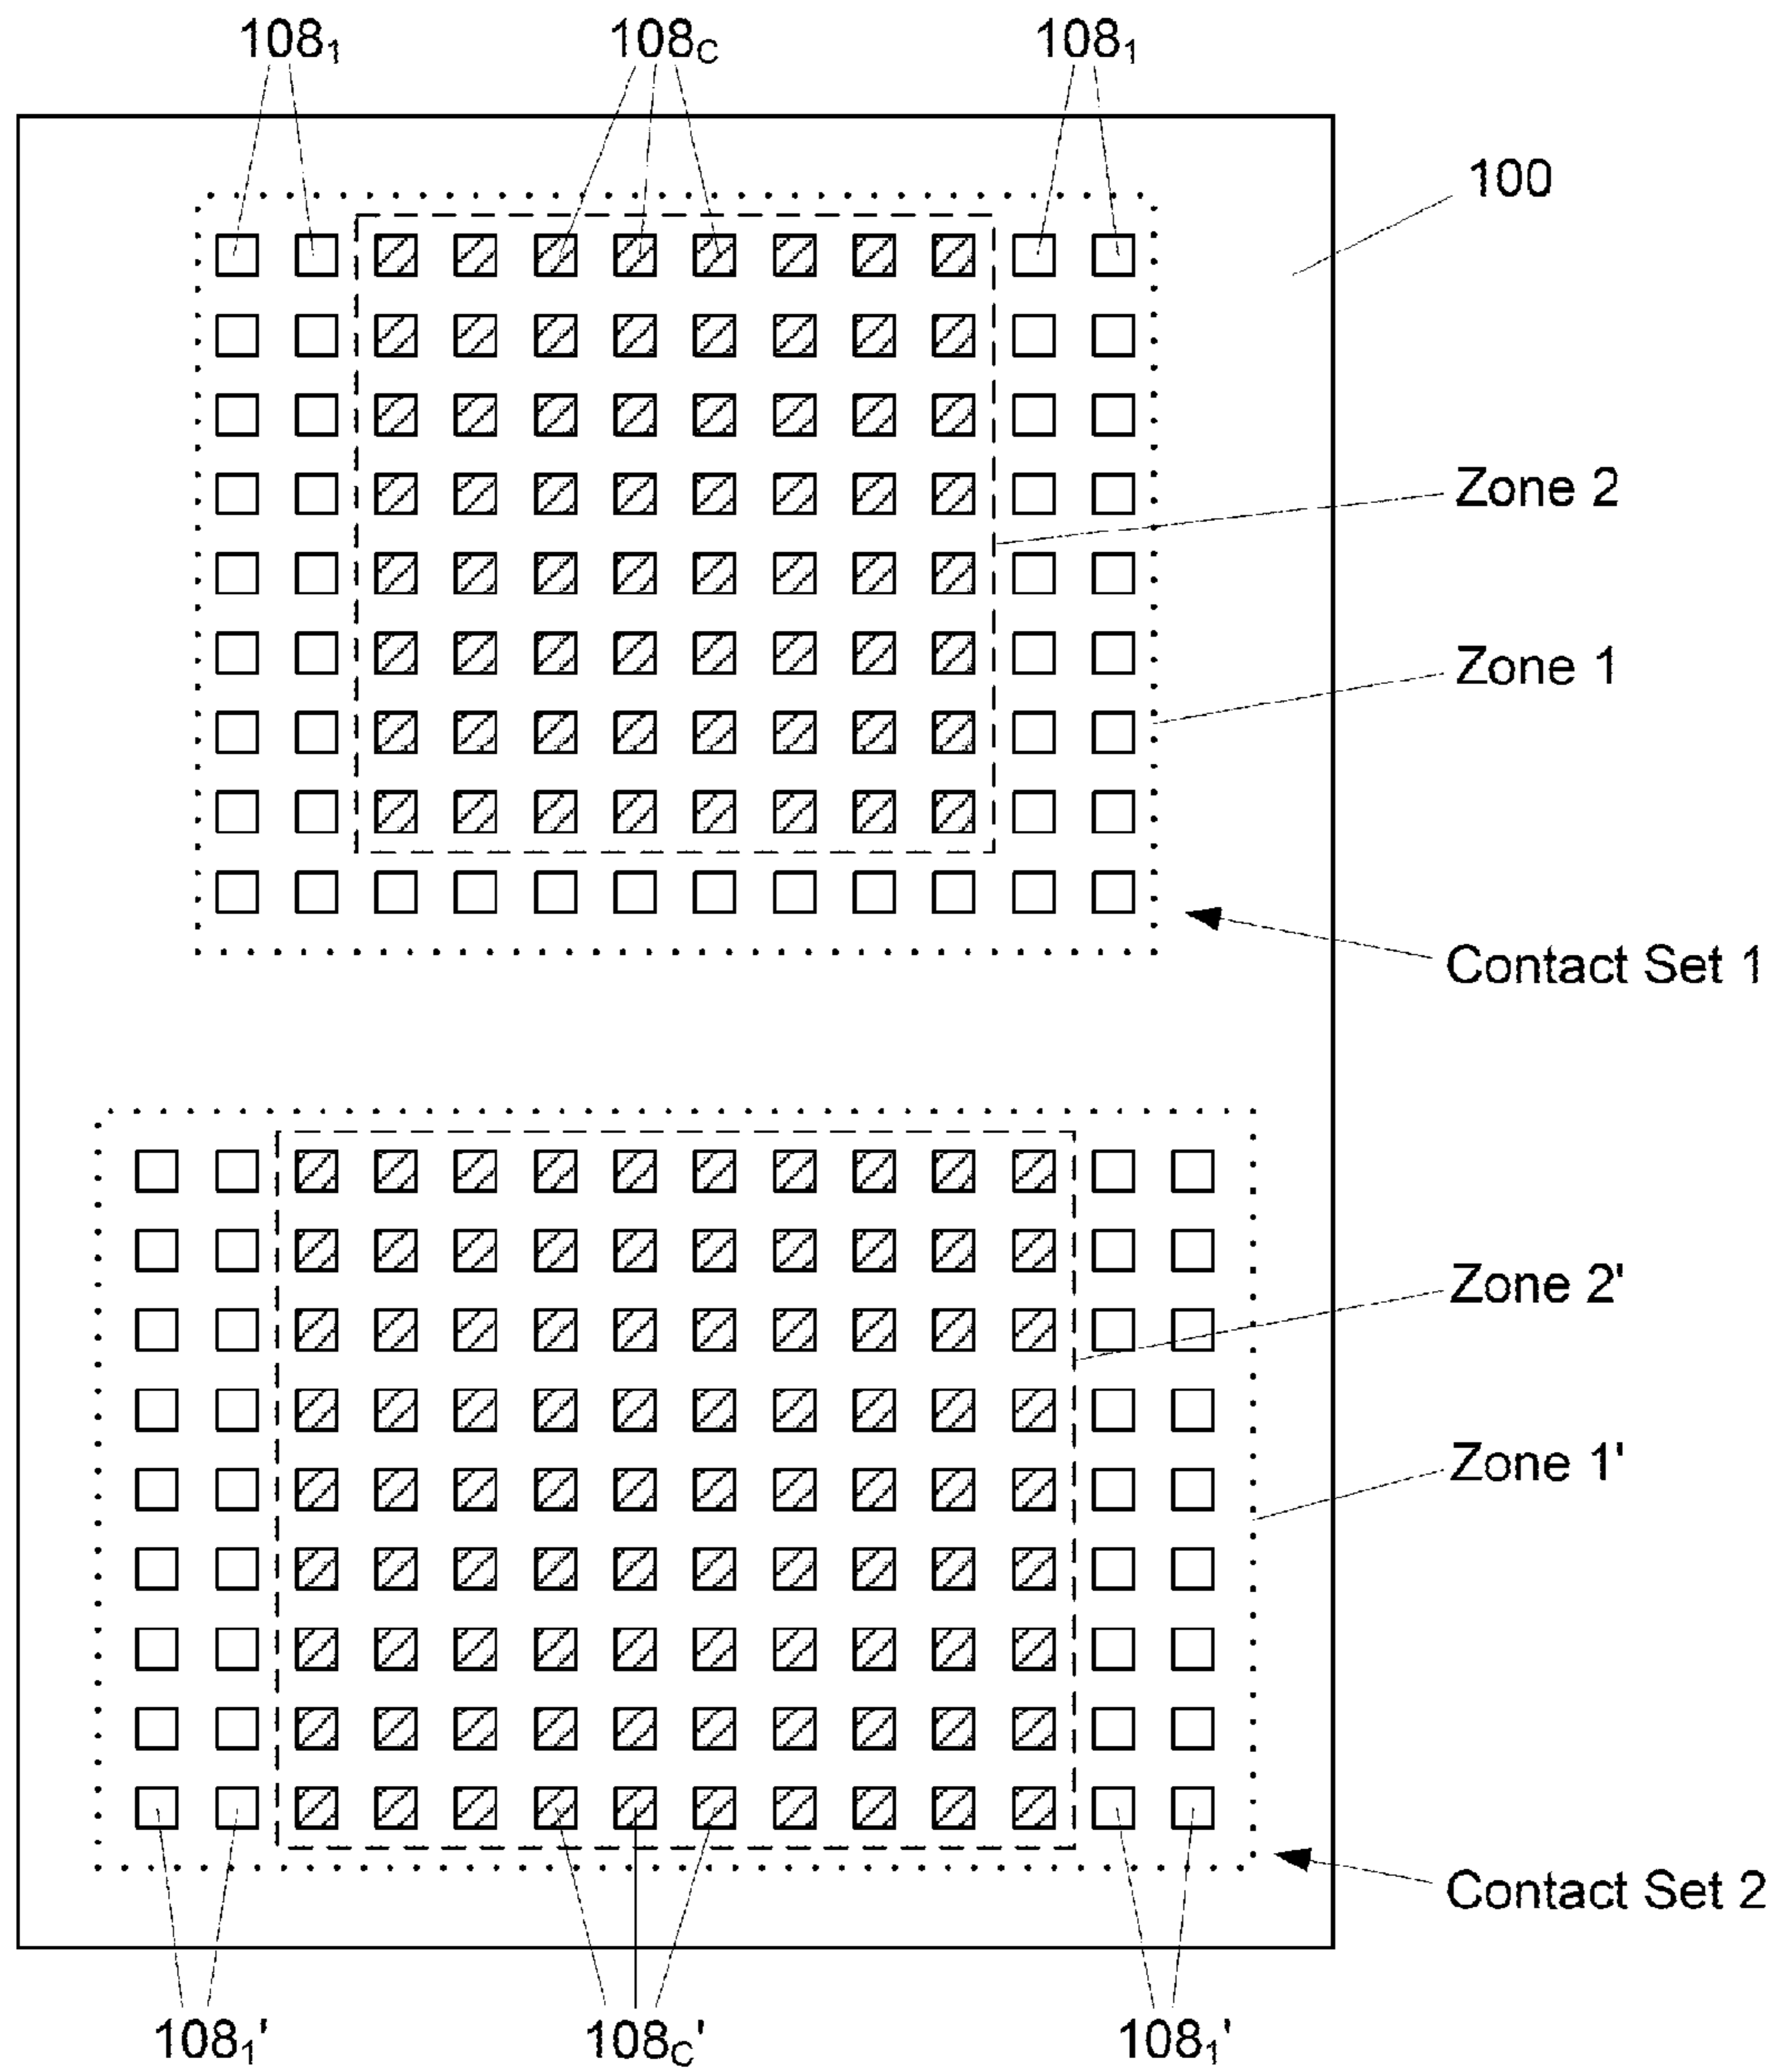 108₁ 108C 108₁
100
Zone 2
Zone 1
Contact Set 1
Zone 2'
Zone 1'
Contact Set 2
108₁' 108C' 108₁'